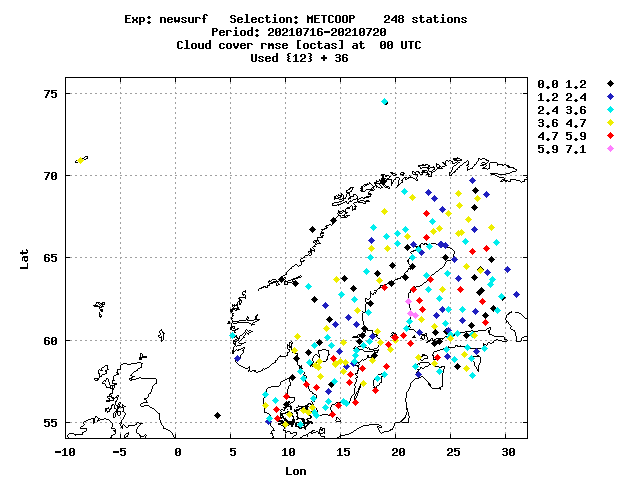 Exp: newsurf Selection: METCOOP 248 stations
Period: 20210716-20210720
Cloud cover rmse [octas] at 00 UTC
Used {12} + 36
0.0 1.2
1.2 2.4
2.4 3.6
3.6 4.7
4.7 5.9
5.9 7.1
75
70
65
60
55
Lat
-10 -5 0 5 10 15 20 25 30
Lon